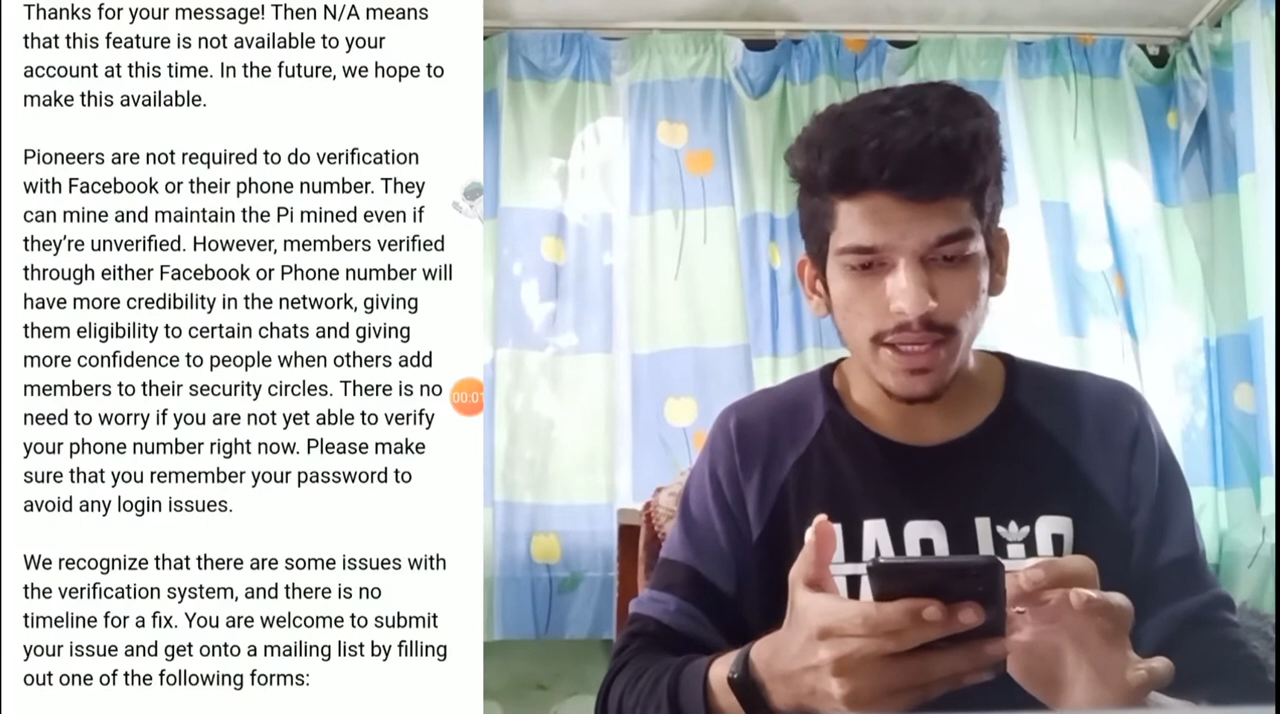 Thanks for your message! Then N/A means
that this feature is not available to your
account at this time. In the future, we hope to
make this available.
Pioneers are not required to do verification
with Facebook or their phone number. They
can mine and maintain the Pi mined even if
they’re unverified. However, members verified
through either Facebook or Phone number will
have more credibility in the network, giving
them eligibility to certain chats and giving
more confidence to people when others add
members to their security circles. There is no
need to worry if you are not yet able to verify
your phone number right now. Please make
sure that you remember your password to
avoid any login issues.
We recognize that there are some issues with
the verification system, and there is no
timeline for a fix. You are welcome to submit
your issue and get onto a mailing list by filling
out one of the following forms: